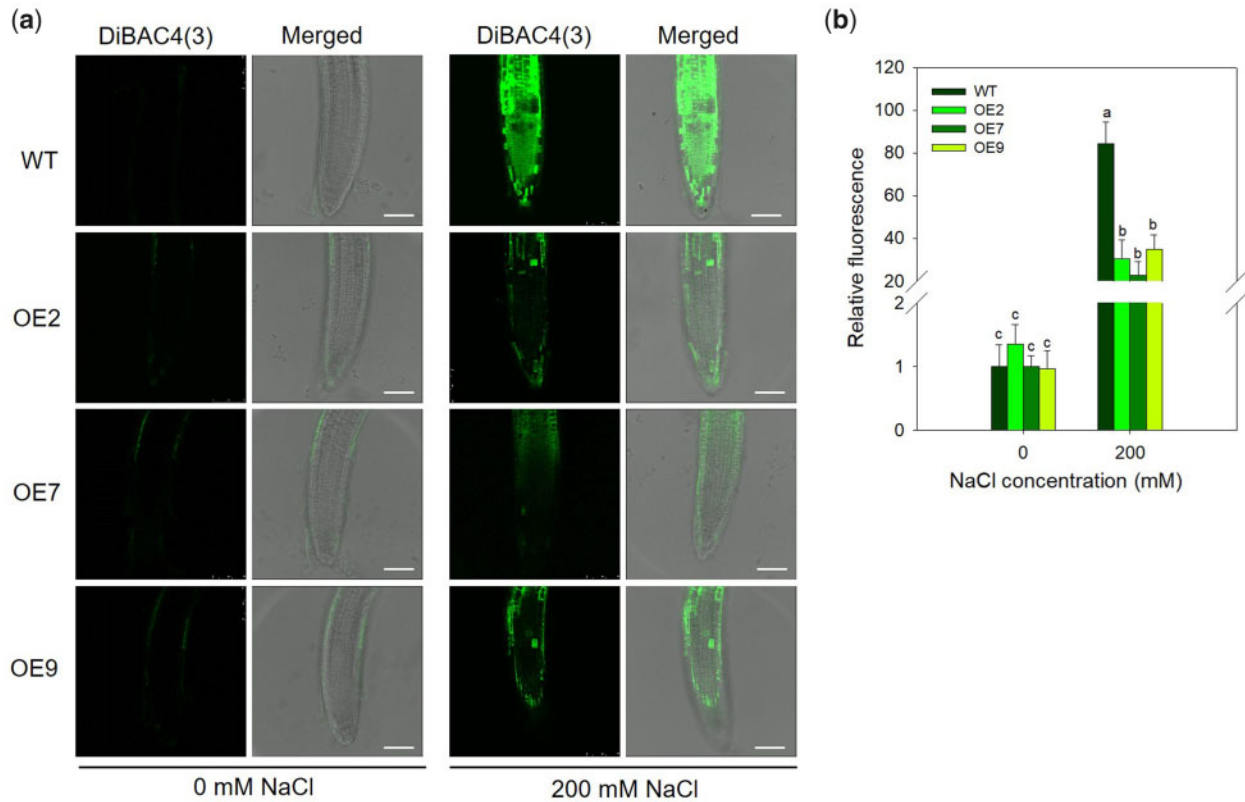 (a)
DiBAC4(3) Merged DiBAC4(3) Merged
WT
OE2
OE7
OE9
0 mM NaCl 200 mM NaCl
(b)
120
100
80
60
40
20
2
1
0
Relative fluorescence
WT
OE2
OE7
OE9
a
b
b
b
c
c
c
c
0 200
NaCl concentration (mM)